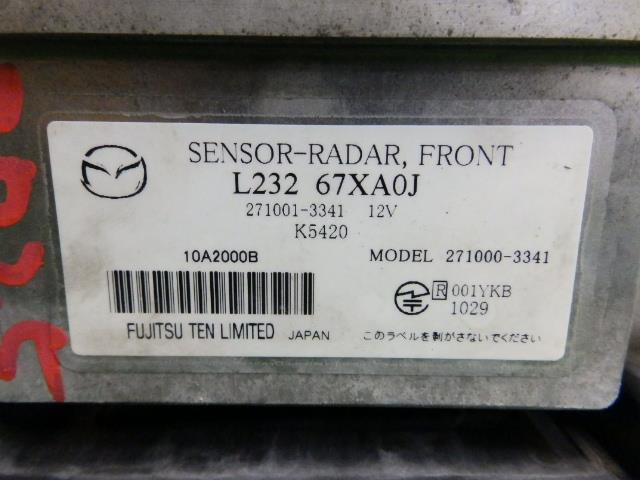 SENSOR-RADAR, FRONT
L232 67XA0J
271001-3341 12V
K5420
10A2000B
MODEL 271000-3341
R 001YKB
1029
FUJITSU TEN LIMITED JAPAN
このラベルを剥がさないでください